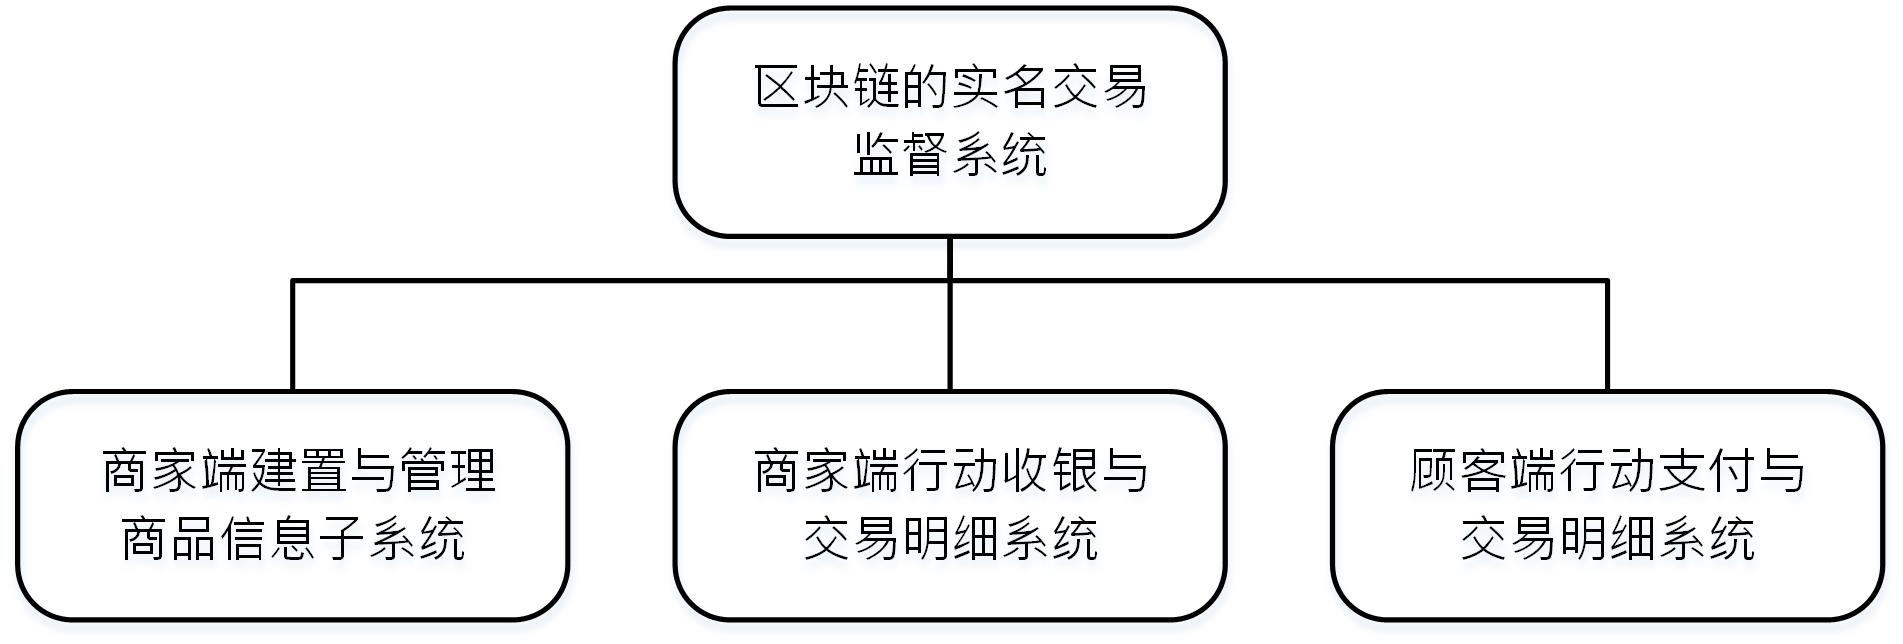 区块链的实名交易
监督系统
商家端建置与管理
商品信息子系统
商家端行动收银与
交易明细系统
顾客端行动支付与
交易明细系统